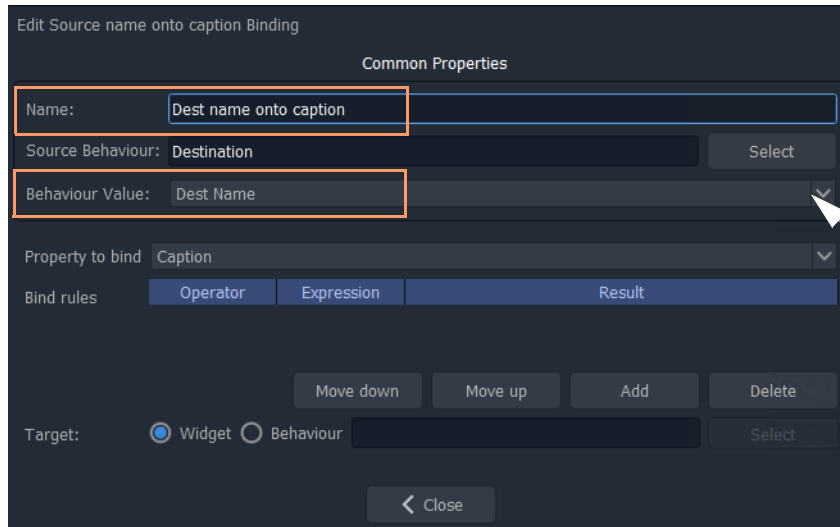 Edit Source name onto caption Binding
Common Properties
Name: Dest name onto caption
Source Behaviour: Destination Select
Behaviour Value: Dest Name
Property to bind Caption
Bind rules Operator Expression Result
Move down Move up Add Delete
Target: Widget Behaviour Select
Close